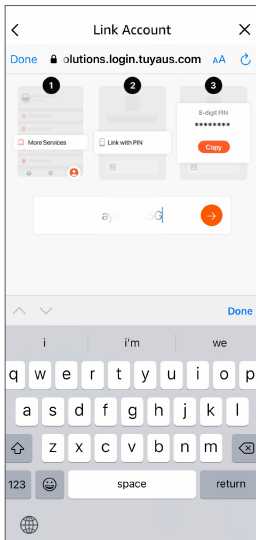 Link Account
Done olutions.login.tuyaus.com AA
1 2 3
8-digit PIN
********
More Services Link with PIN Copy
Done
i i'm we
q w e r t y u i o p
a s d f g h j k l
z x c v b n m
123 space return